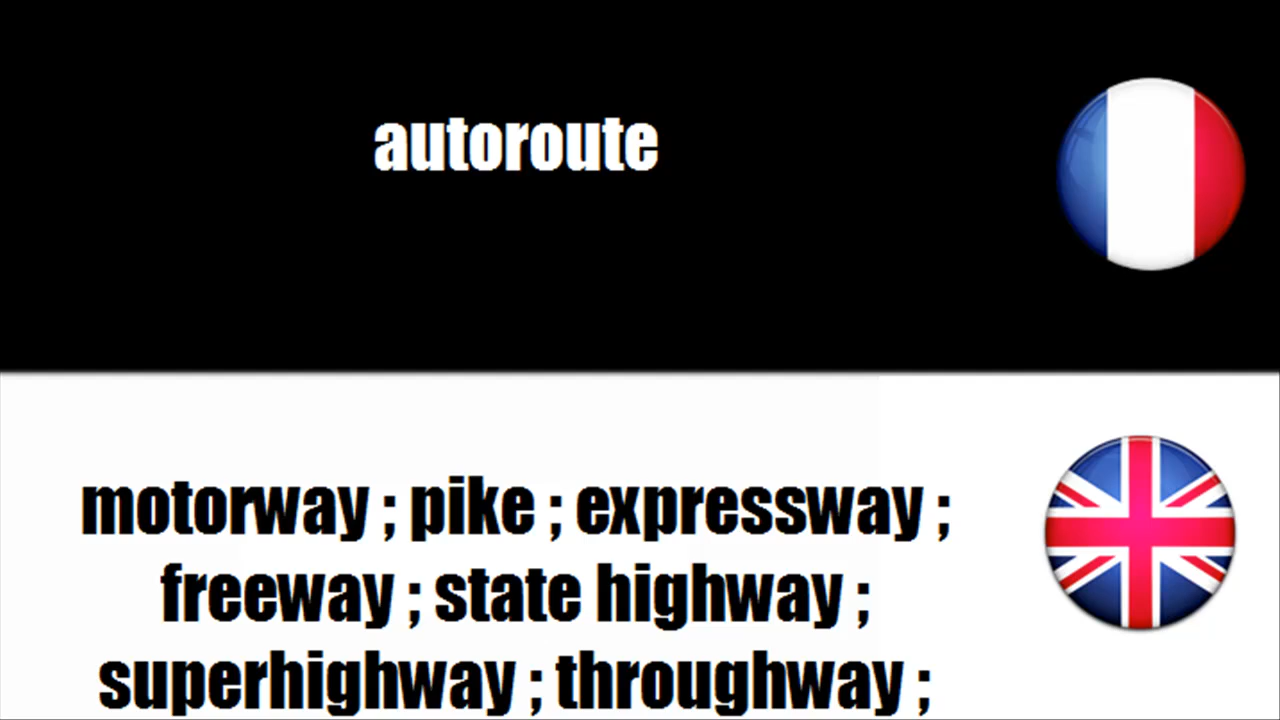 autoroute
motorway ; pike ; expressway ;
freeway ; state highway ;
superhighway ; throughway ;